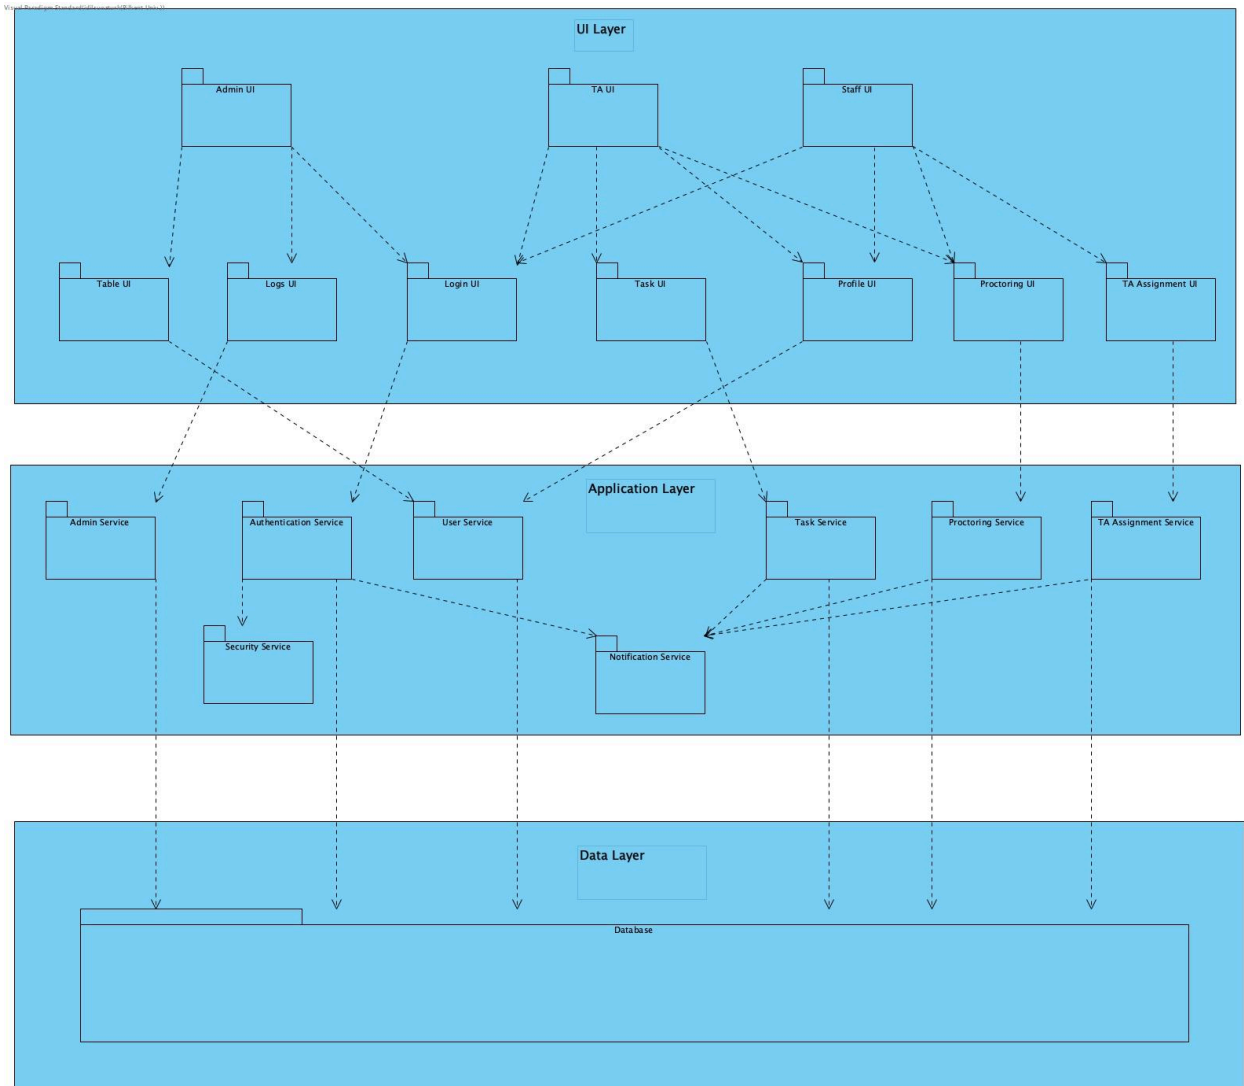 UI Layer
Admin UI
TA UI
Staff UI
Table UI
Logs UI
Login UI
Task UI
Profile UI
Proctoring UI
TA Assignment UI
Application Layer
Admin Service
Authentication Service
User Service
Task Service
Proctoring Service
TA Assignment Service
Security Service
Notification Service
Data Layer
Database